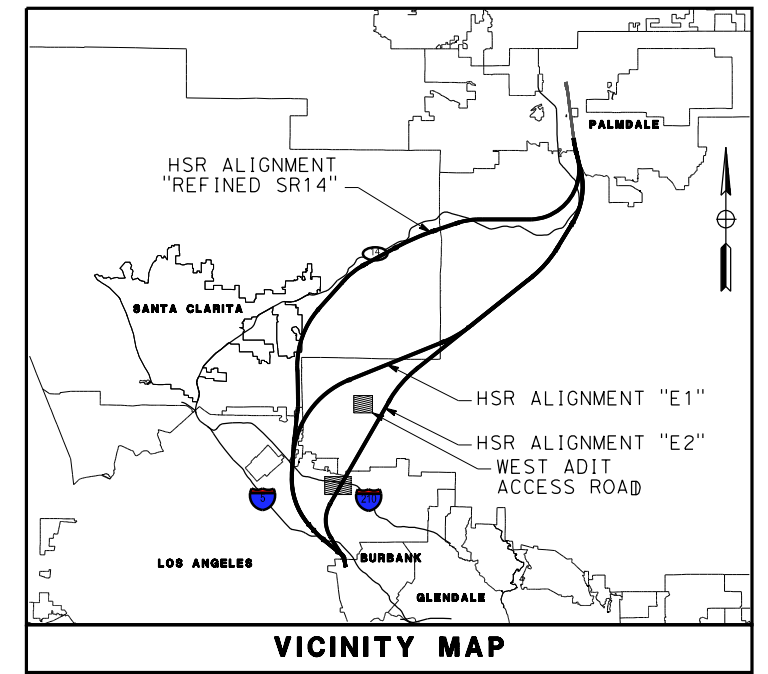 PALMDALE
HSR ALIGNMENT
"REFINED SR14"
14
SANTA CLARITA
HSR ALIGNMENT "E1"
HSR ALIGNMENT "E2"
WEST ADIT
ACCESS ROAD
5
210
LOS ANGELES
BURBANK
GLENDALE
VICINITY MAP